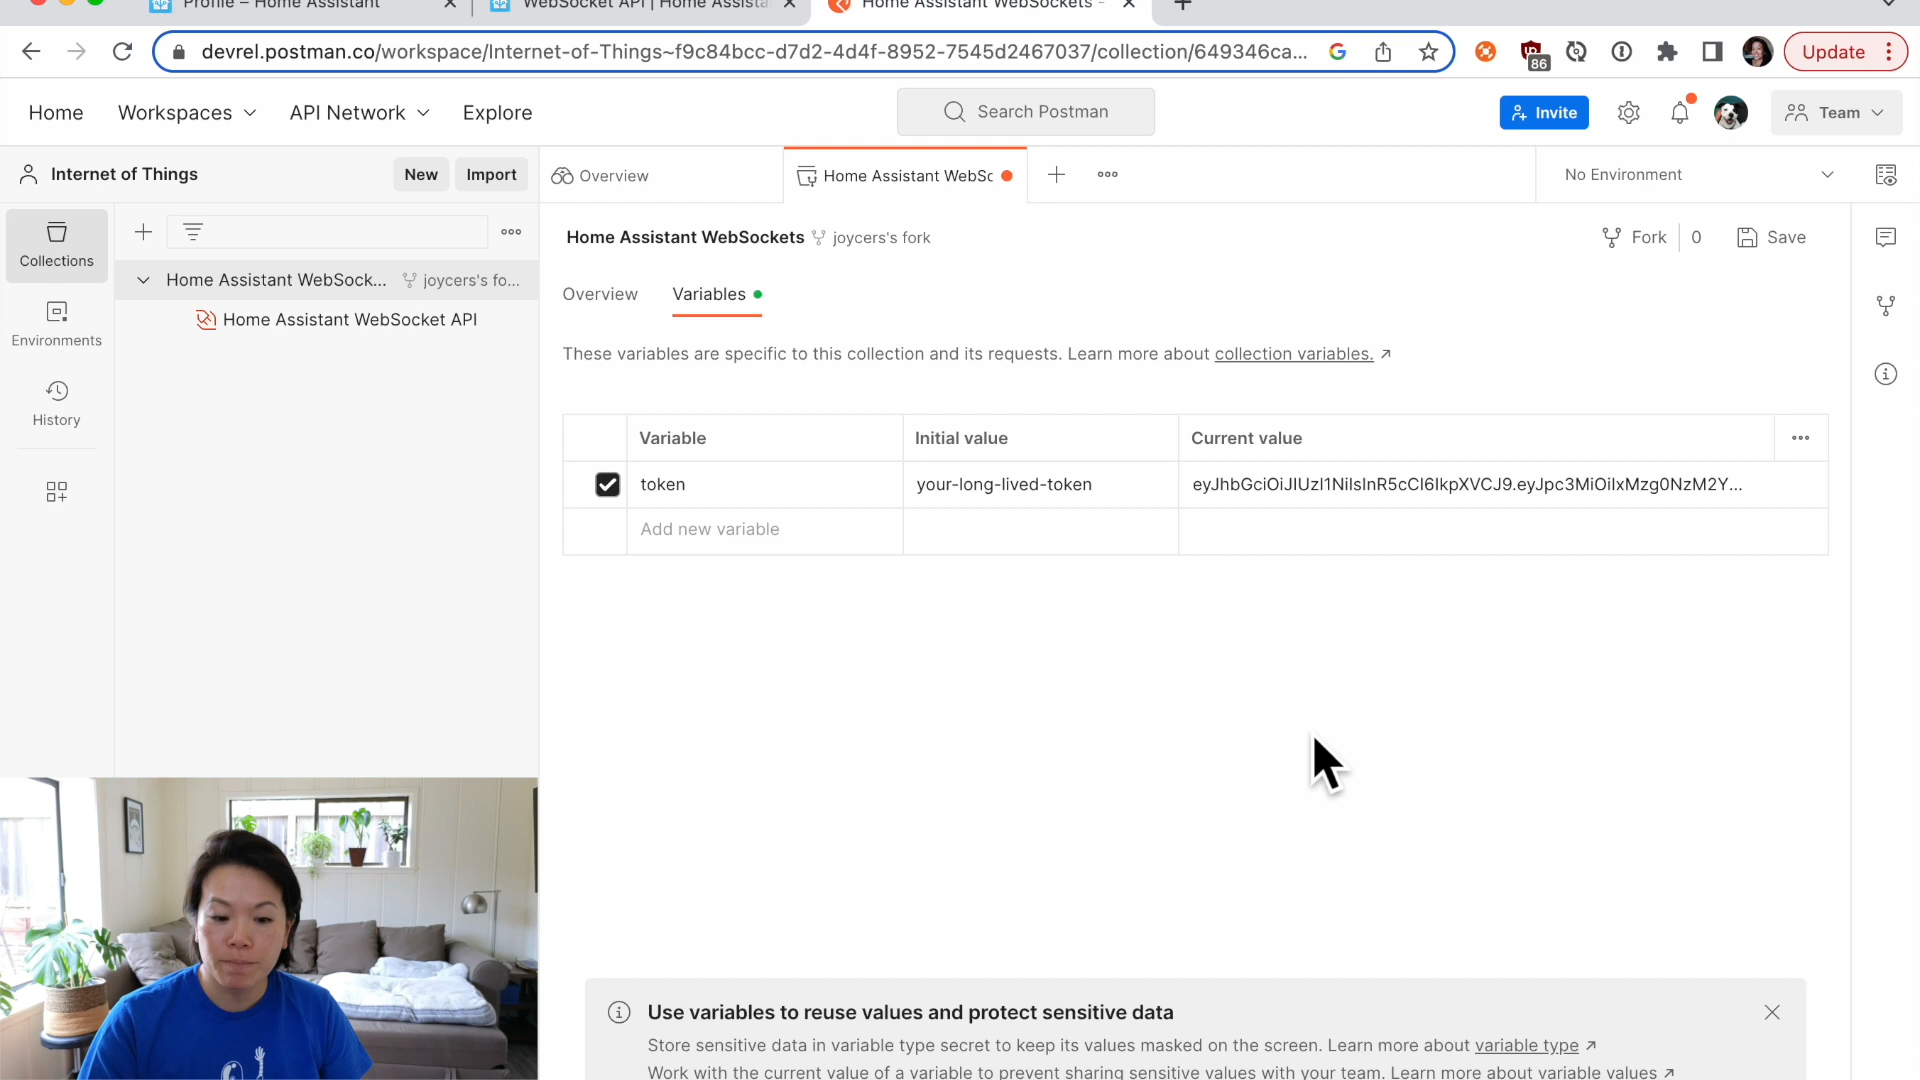 Profile – Home Assistant
WebSocket API | Home Assista
Home Assistant WebSockets -
devrel.postman.co/workspace/Internet-of-Things~f9c84bcc-d7d2-4d4f-8952-7545d2467037/collection/649346ca...
86
Update
Home
Workspaces
API Network
Explore
Search Postman
Invite
Team
Internet of Things
New
Import
Overview
Home Assistant WebSc
No Environment
Collections
Home Assistant WebSockets
joycers's fork
Fork
0
Save
Home Assistant WebSock...
joycers's fo...
Home Assistant WebSocket API
Environments
History
Overview
Variables
These variables are specific to this collection and its requests. Learn more about collection variables. ↗
Variable
Initial value
Current value
token
your-long-lived-token
eyJhbGciOiJIUzI1NiIsInR5cCI6IkpXVCJ9.eyJpc3MiOiIxMzg0NzM2Y...
Add new variable
Use variables to reuse values and protect sensitive data
Store sensitive data in variable type secret to keep its values masked on the screen. Learn more about variable type ↗
Work with the current value of a variable to prevent sharing sensitive values with your team. Learn more about variable values ↗